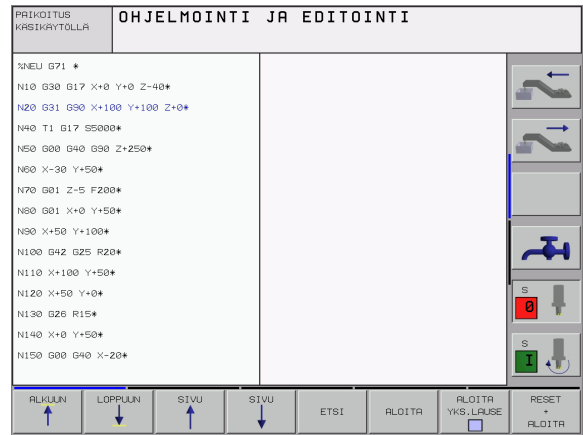 PAIKOITUS
KÄSIKÄYTÖLLÄ
OHJELMOINTI JA EDITOINTI
%NEU G71 *
N10 G30 G17 X+0 Y+0 Z-40*
N20 G31 G90 X+100 Y+100 Z+0*
N40 T1 G17 S5000*
N50 G00 G40 G90 Z+250*
N60 X-30 Y+50*
N70 G01 Z-5 F200*
N80 G01 X+0 Y+50*
N90 X+50 Y+100*
N100 G42 G25 R20*
N110 X+100 Y+50*
N120 X+50 Y+0*
N130 G26 R15*
N140 X+0 Y+50*
N150 G00 G40 X-20*
S
0
S
I
ALKUUN
LOPPUUN
SIVU
SIVU
ETSI
ALOITA
ALOITA
YKS.LAUSE
RESET
+
ALOITA